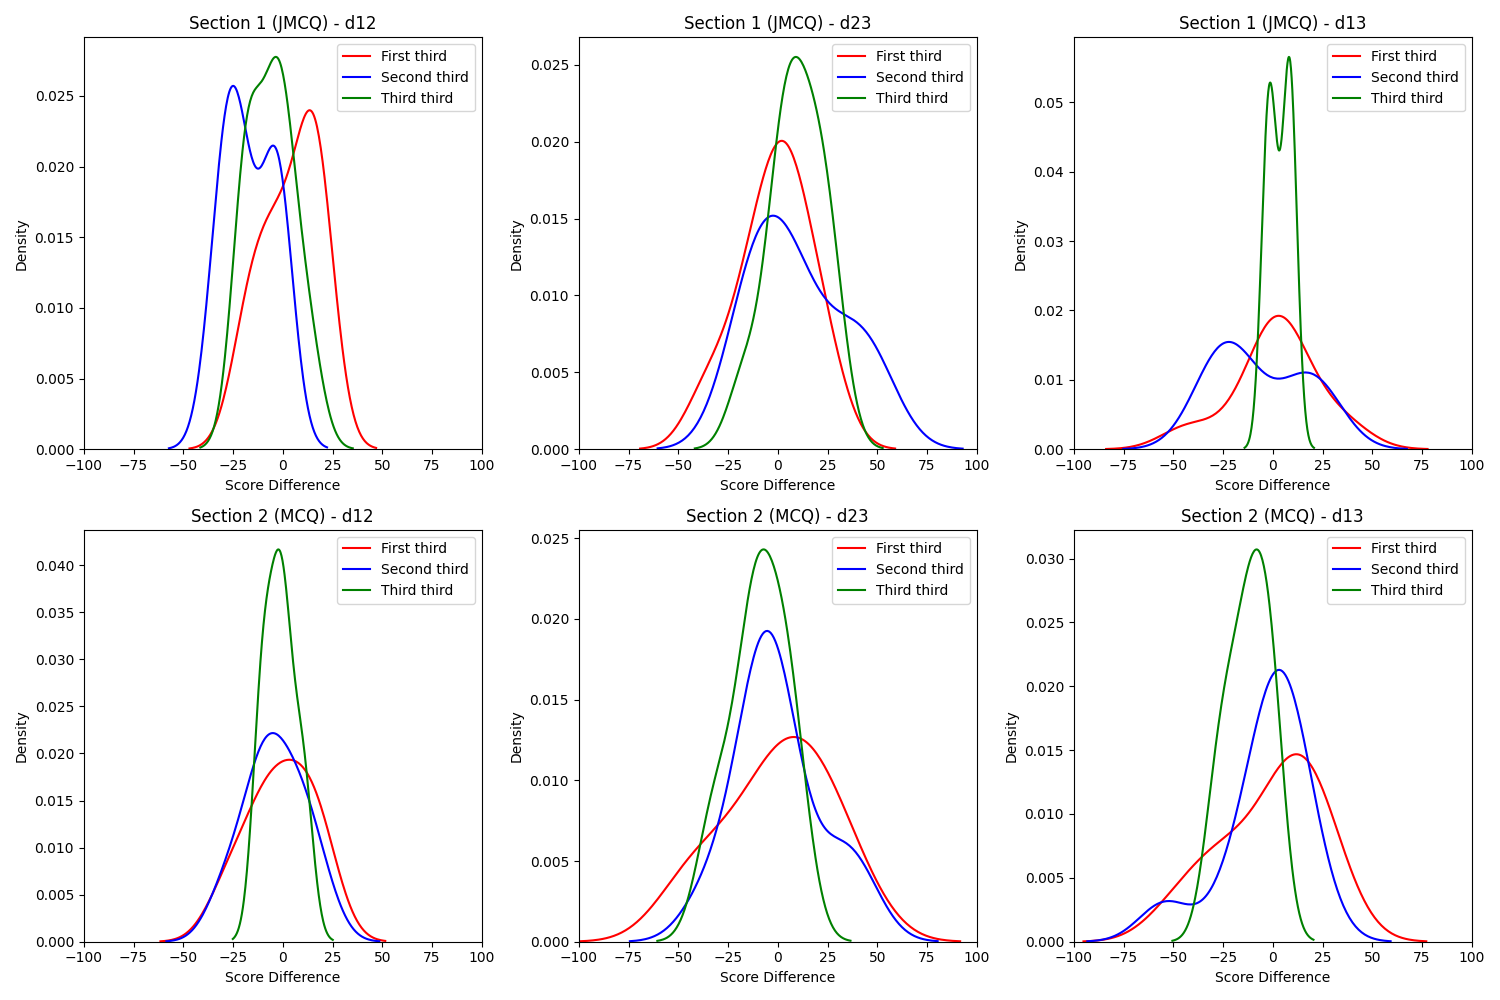 Section 1 (JMCQ) - d12
Density
0.025
0.020
0.015
0.010
0.005
0.000
First third
Second third
Third third
−100 −75 −50 −25 0 25 50 75 100
Score Difference
Section 1 (JMCQ) - d23
Density
0.025
0.020
0.015
0.010
0.005
0.000
First third
Second third
Third third
−100 −75 −50 −25 0 25 50 75 100
Score Difference
Section 1 (JMCQ) - d13
Density
0.05
0.04
0.03
0.02
0.01
0.00
First third
Second third
Third third
−100 −75 −50 −25 0 25 50 75 100
Score Difference
Section 2 (MCQ) - d12
Density
0.040
0.035
0.030
0.025
0.020
0.015
0.010
0.005
0.000
First third
Second third
Third third
−100 −75 −50 −25 0 25 50 75 100
Score Difference
Section 2 (MCQ) - d23
Density
0.025
0.020
0.015
0.010
0.005
0.000
First third
Second third
Third third
−100 −75 −50 −25 0 25 50 75 100
Score Difference
Section 2 (MCQ) - d13
Density
0.030
0.025
0.020
0.015
0.010
0.005
0.000
First third
Second third
Third third
−100 −75 −50 −25 0 25 50 75 100
Score Difference